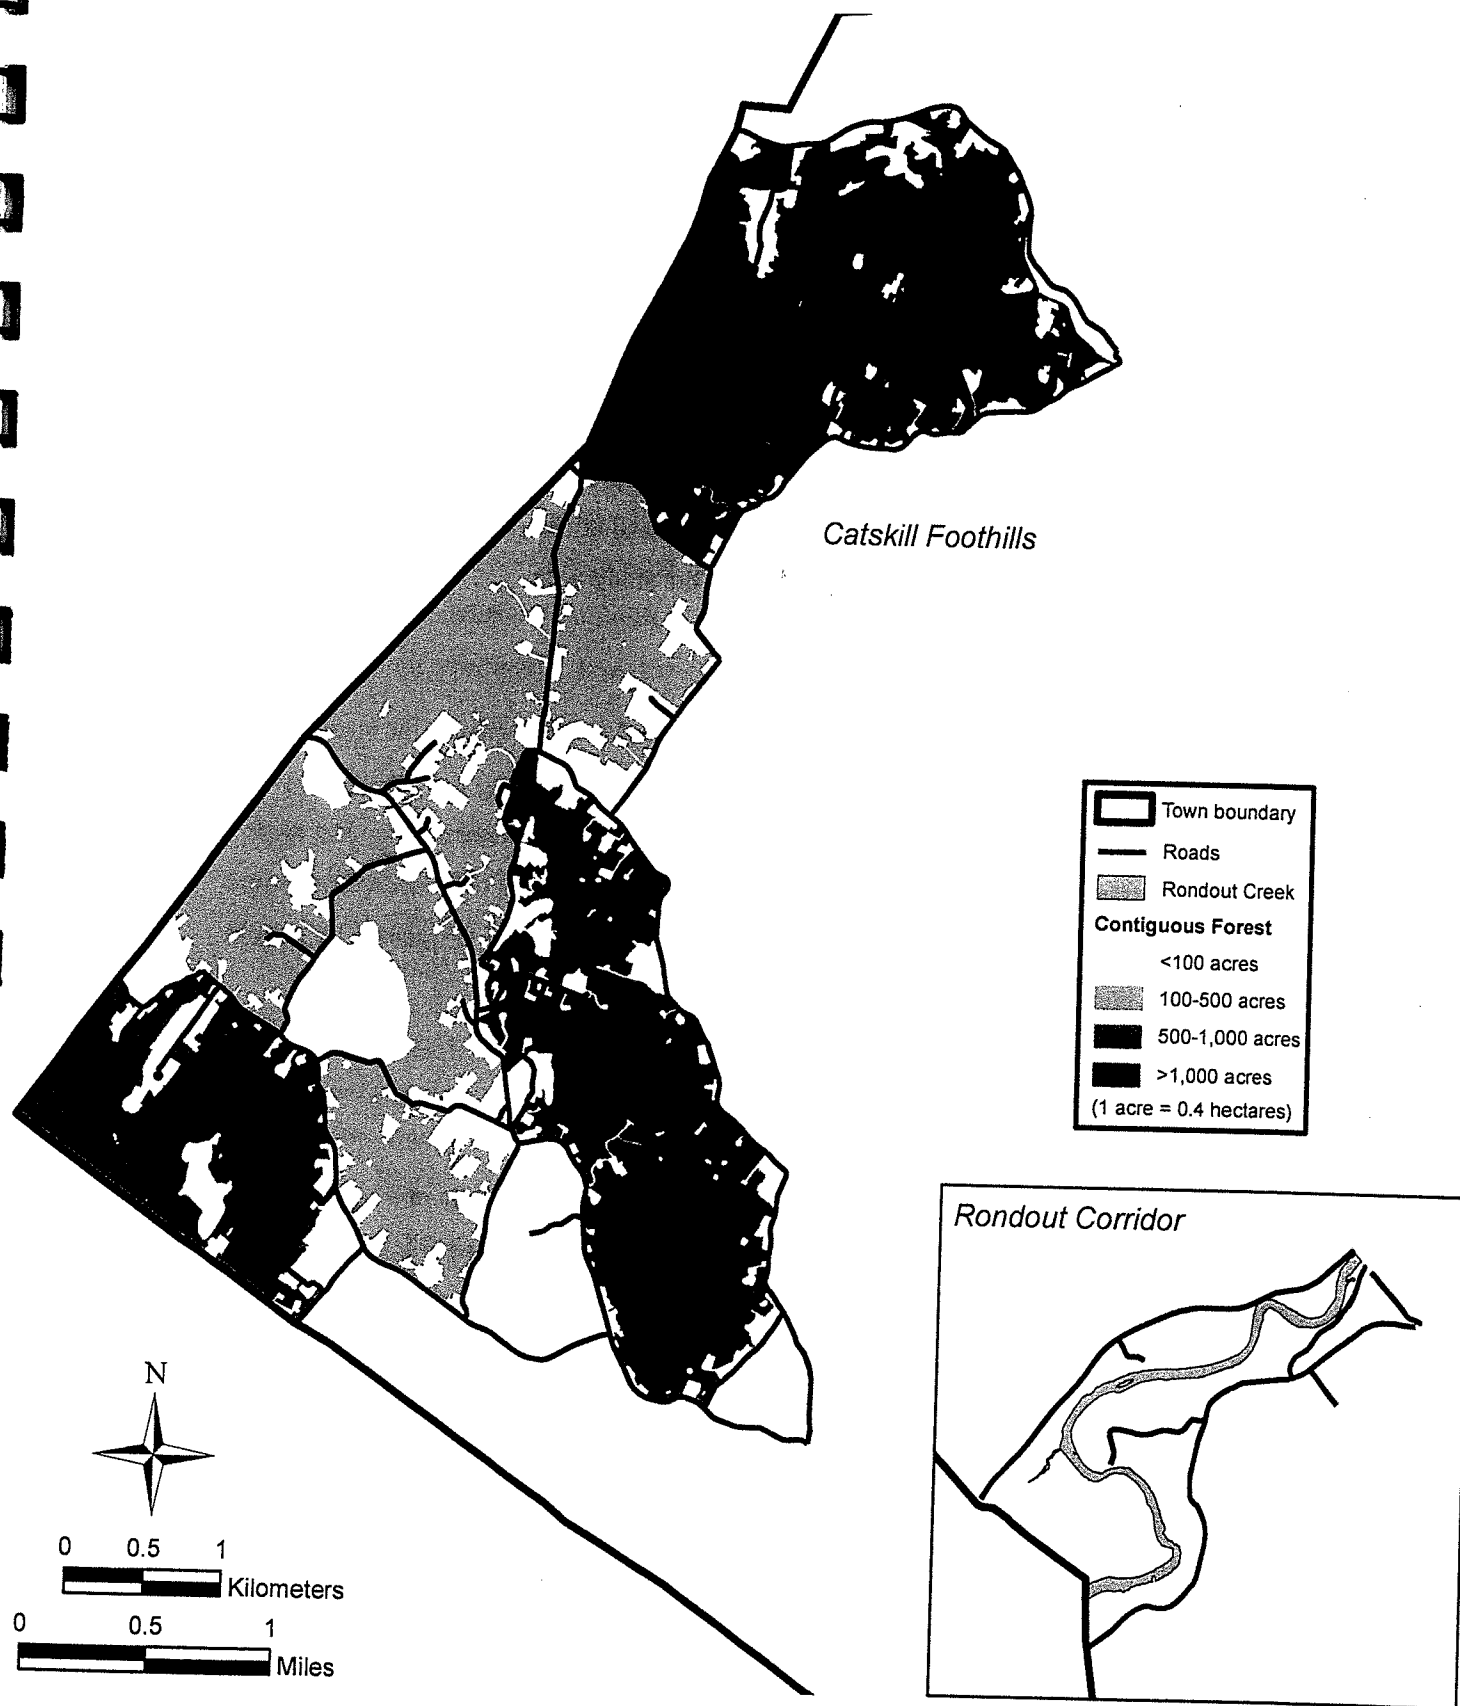 Catskill Foothills
Town boundary
Roads
Rondout Creek
Contiguous Forest
<100 acres
100-500 acres
500-1,000 acres
>1,000 acres
(1 acre = 0.4 hectares)
Rondout Corridor
N
0 0.5 1
Kilometers
0 0.5 1
Miles